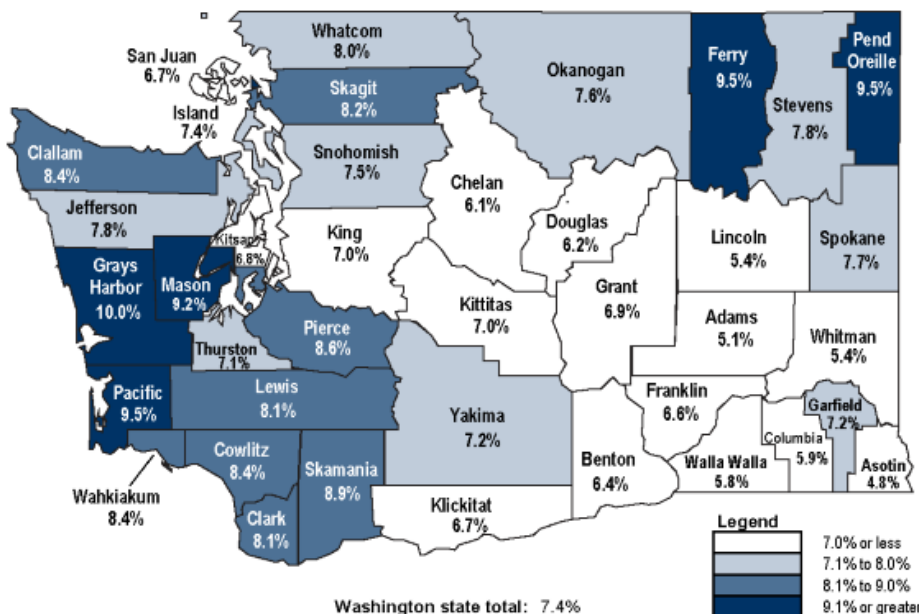 Whatcom
8.0%
San Juan
6.7%
Skagit
8.2%
Island
7.4%
Okanogan
7.6%
Ferry
9.5%
Pend
Oreille
9.5%
Stevens
7.8%
Clallam
8.4%
Snohomish
7.5%
Chelan
6.1%
Jefferson
7.8%
Kitsap
6.8%
King
7.0%
Douglas
6.2%
Lincoln
5.4%
Spokane
7.7%
Grays
Harbor
10.0%
Mason
9.2%
Grant
6.9%
Kittitas
7.0%
Adams
5.1%
Whitman
5.4%
Pierce
8.6%
Thurston
7.1%
Pacific
9.5%
Lewis
8.1%
Yakima
7.2%
Franklin
6.6%
Garfield
7.2%
Columbia
5.9%
Cowlitz
8.4%
Skamania
8.9%
Benton
6.4%
Walla Walla
5.8%
Asotin
4.8%
Wahkiakum
8.4%
Clark
8.1%
Klickitat
6.7%
Legend
7.0% or less
7.1% to 8.0%
8.1% to 9.0%
9.1% or greater
Washington state total: 7.4%